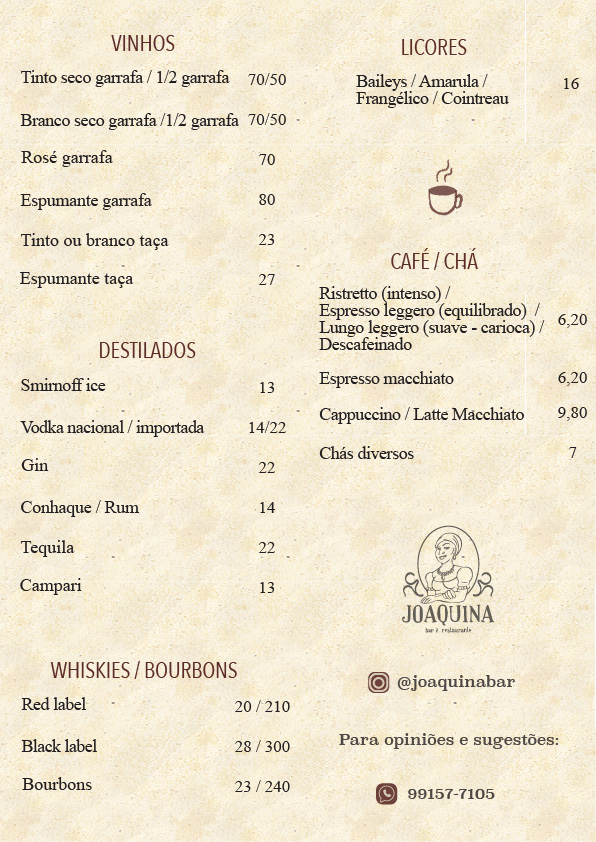 VINHOS
Tinto seco garrafa / 1/2 garrafa 70/50
Branco seco garrafa /1/2 garrafa 70/50
Rosé garrafa 70
Espumante garrafa 80
Tinto ou branco taça 23
Espumante taça 27
DESTILADOS
Smirnoff ice 13
Vodka nacional / importada 14/22
Gin 22
Conhaque / Rum 14
Tequila 22
Campari 13
WHISKIES / BOURBONS
Red label 20 / 210
Black label 28 / 300
Bourbons 23 / 240
LICORES
Baileys / Amarula / 16
Frangélico / Cointreau
CAFÉ / CHÁ
Ristretto (intenso) /
Espresso leggero (equilibrado) /
Lungo leggero (suave - carioca) / 6,20
Descafeinado
Espresso macchiato 6,20
Cappuccino / Latte Macchiato 9,80
Chás diversos 7
JOAQUINA
bar & restaurante
@joaquinabar
Para opiniões e sugestões:
99157-7105